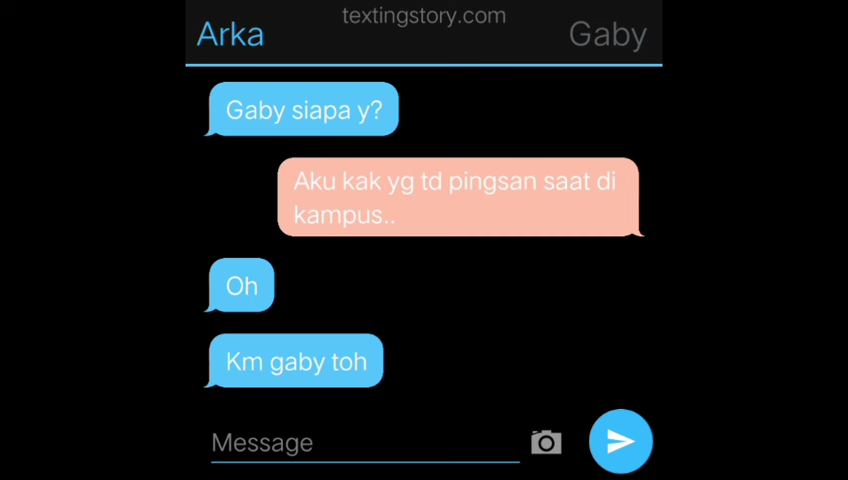 textingstory.com
Arka
Gaby
Gaby siapa y?
Aku kak yg td pingsan saat di
kampus..
Oh
Km gaby toh
Message